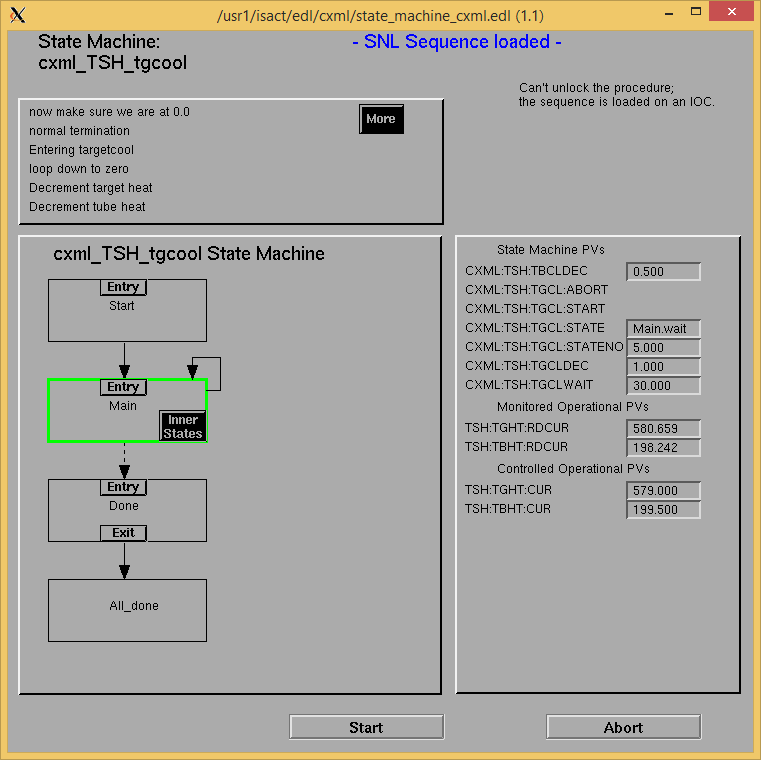 /usr1/isact/edl/cxml/state_machine_cxml.edl (1.1)
State Machine:
- SNL Sequence loaded -
cxml_TSH_tgcool
Can't unlock the procedure;
the sequence is loaded on an IOC.
now make sure we are at 0.0
normal termination
Entering targetcool
loop down to zero
Decrement target heat
Decrement tube heat
More
cxml_TSH_tgcool State Machine
Entry
Start
Entry
Main
Inner
States
Entry
Done
Exit
All_done
State Machine PVs
CXML:TSH:TBCLDEC 0.500
CXML:TSH:TGCL:ABORT
CXML:TSH:TGCL:START
CXML:TSH:TGCL:STATE Main.wait
CXML:TSH:TGCL:STATENO 5.000
CXML:TSH:TGCLDEC 1.000
CXML:TSH:TGCLWAIT 30.000
Monitored Operational PVs
TSH:TGHT:RDCUR 580.659
TSH:TBHT:RDCUR 198.242
Controlled Operational PVs
TSH:TGHT:CUR 579.000
TSH:TBHT:CUR 199.500
Start
Abort